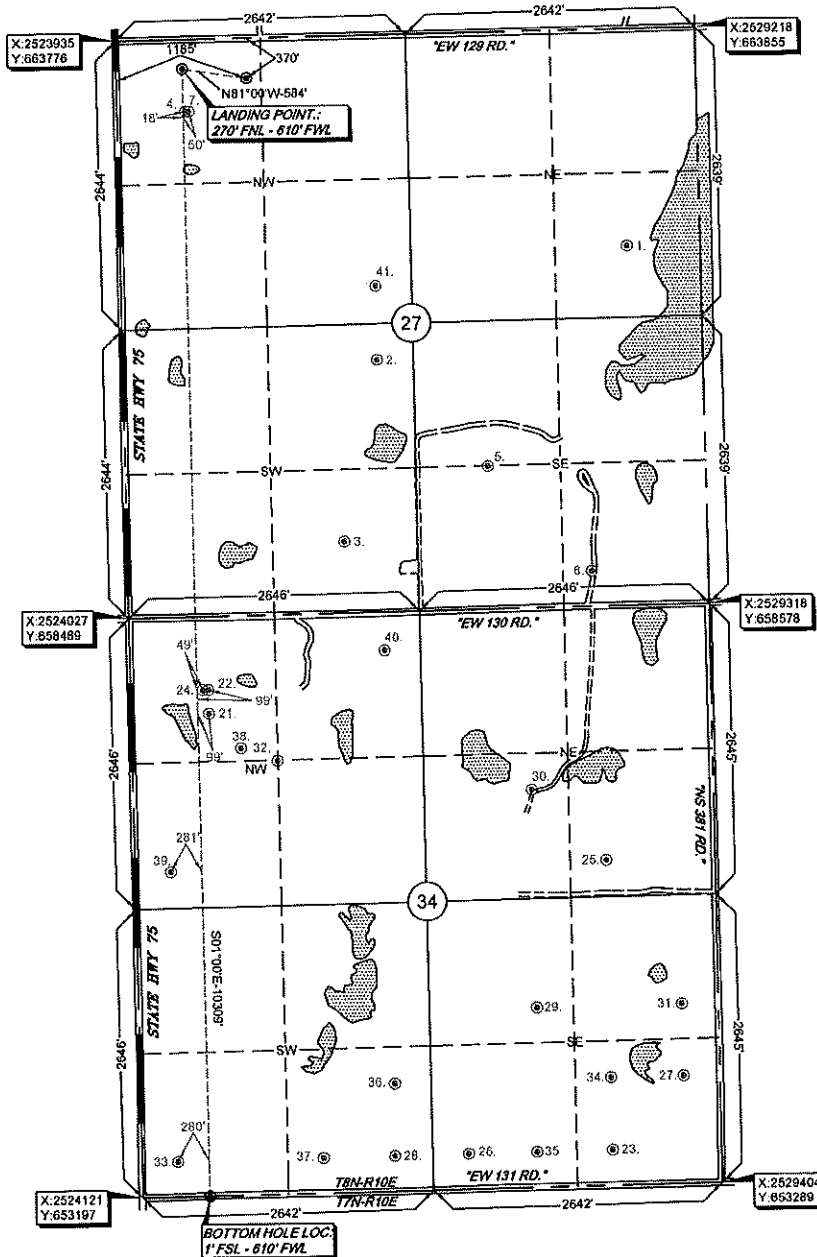 2642'
2642'
X:2523935
Y:663776
X:2529218
Y:663855
"EW 129 RD."
1165'
370'
N81°00'W-584'
LANDING POINT.:
270' FNL - 610' FWL
4.
7.
18'
50'
2644'
2639'
NW
NE
1.
41.
27
2.
STATE HWY 75
2644'
2639'
SW
SE
5.
3.
6.
2646'
2646'
X:2524027
Y:658489
X:2529318
Y:658578
"EW 130 RD."
40.
49'
24.
22.
99'
21.
99'
38.
32.
NW
NE
2646'
2645'
30.
"NS 381 RD."
25.
281'
39.
34
STATE HWY 75
S01°00'E-10309'
29.
31.
2646'
2645'
SW
SE
36.
34.
27.
280'
33.
37.
28.
26.
35
23.
T8N-R10E
"EW 131 RD."
T7N-R10E
X:2524121
Y:653197
X:2529404
Y:653289
2642'
2642'
BOTTOM HOLE LOC.:
1' FSL - 610' FWL